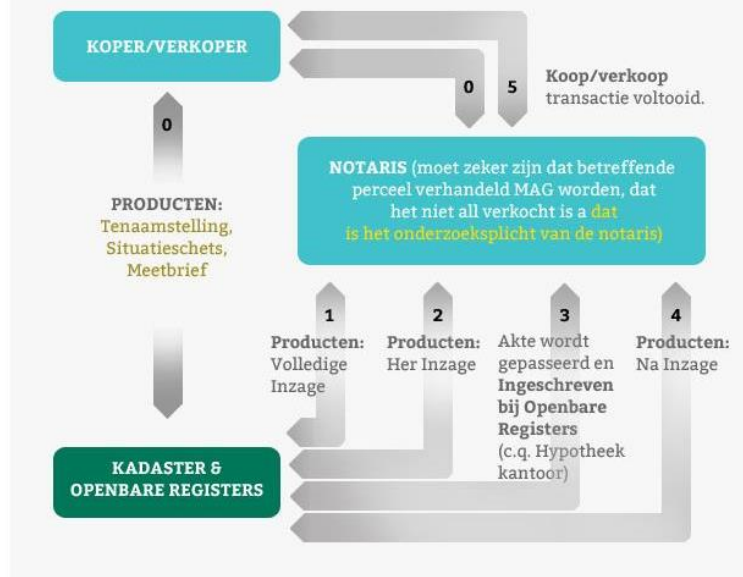 KOPER/VERKOPER
0
5
Koop/verkoop
transactie voltooid.
0
NOTARIS (moet zeker zijn dat betreffende
perceel verhandeld MAG worden, dat
het niet all verkocht is a dat
is het onderzoeksplicht van de notaris)
PRODUCTEN:
Tenaamstelling,
Situatieschets,
Meetbrief
1
Producten:
Volledige
Inzage
2
Producten:
Her Inzage
3
Akte wordt
gepasseerd en
Ingeschreven
bij Openbare
Registers
(c.q. Hypotheek
kantoor)
4
Producten:
Na Inzage
KADASTER &
OPENBARE REGISTERS